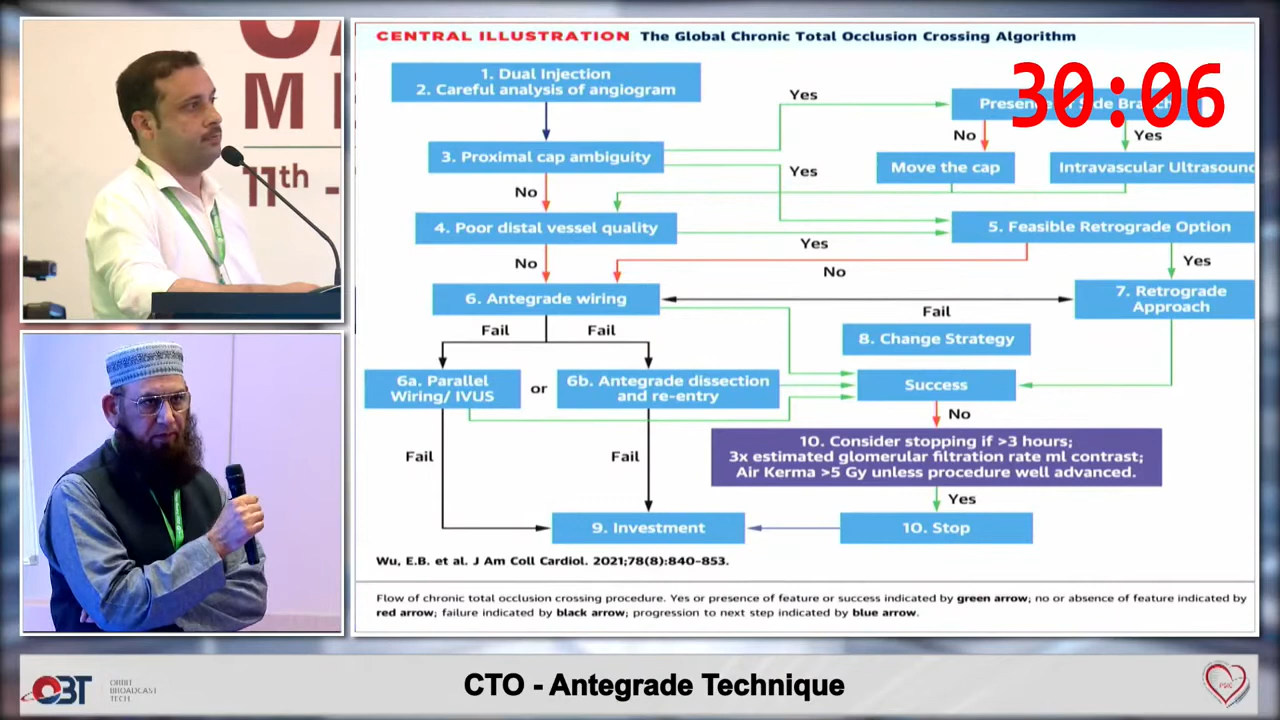 CENTRAL ILLUSTRATION The Global Chronic Total Occlusion Crossing Algorithm
30:06
1. Dual Injection
2. Careful analysis of angiogram
Yes
Side Branch
No
Yes
3. Proximal cap ambiguity
Move the cap
Intravascular Ultrasound
Yes
No
4. Poor distal vessel quality
5. Feasible Retrograde Option
Yes
No
No
Yes
6. Antegrade wiring
7. Retrograde
Approach
Fail
Fail
Fail
8. Change Strategy
6a. Parallel
Wiring/ IVUS
or
6b. Antegrade dissection
and re-entry
Success
No
10. Consider stopping if >3 hours;
3x estimated glomerular filtration rate ml contrast;
Air Kerma >5 Gy unless procedure well advanced.
Fail
Fail
Yes
9. Investment
10. Stop
Wu, E.B. et al. J Am Coll Cardiol. 2021;78(8):840-853.
Flow of chronic total occlusion crossing procedure. Yes or presence of feature or success indicated by green arrow; no or absence of feature indicated by
red arrow; failure indicated by black arrow; progression to next step indicated by blue arrow.
M
11th -
OBT
ORBIT
BROADCAST
TECH
CTO - Antegrade Technique